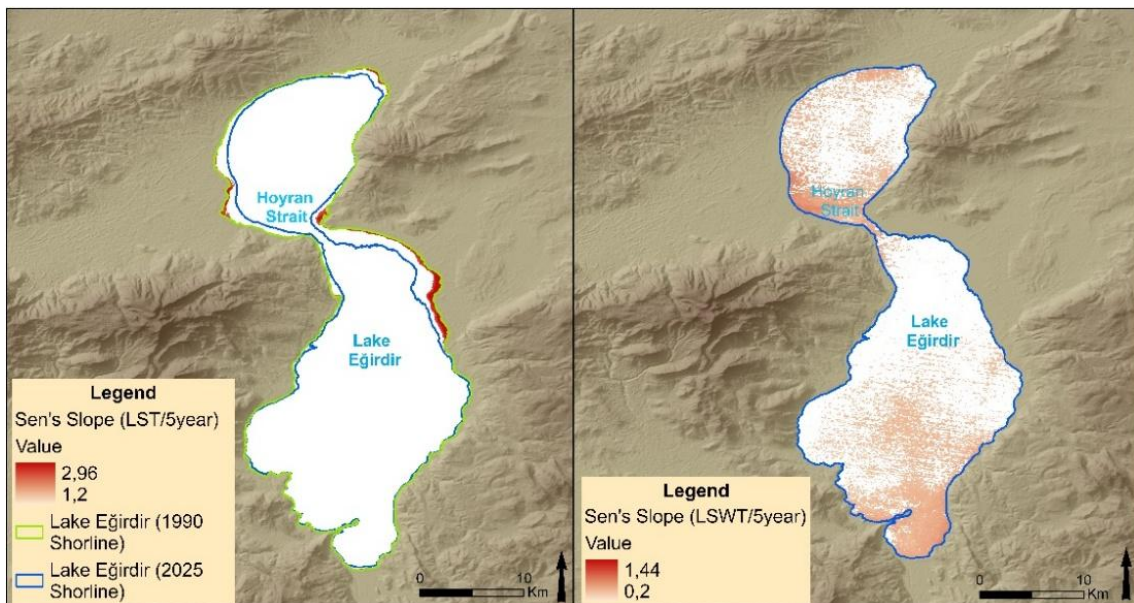 Hoyran
Strait
Lake
Eğirdir
Legend
Sen's Slope (LST/5year)
Value
2,96
1,2
Lake Eğirdir (1990
Shorline)
Lake Eğirdir (2025
Shorline)
0 10
Km
Hoyran
Strait
Lake
Eğirdir
Legend
Sen's Slope (LSWT/5year)
Value
1,44
0,2
0 10
Km